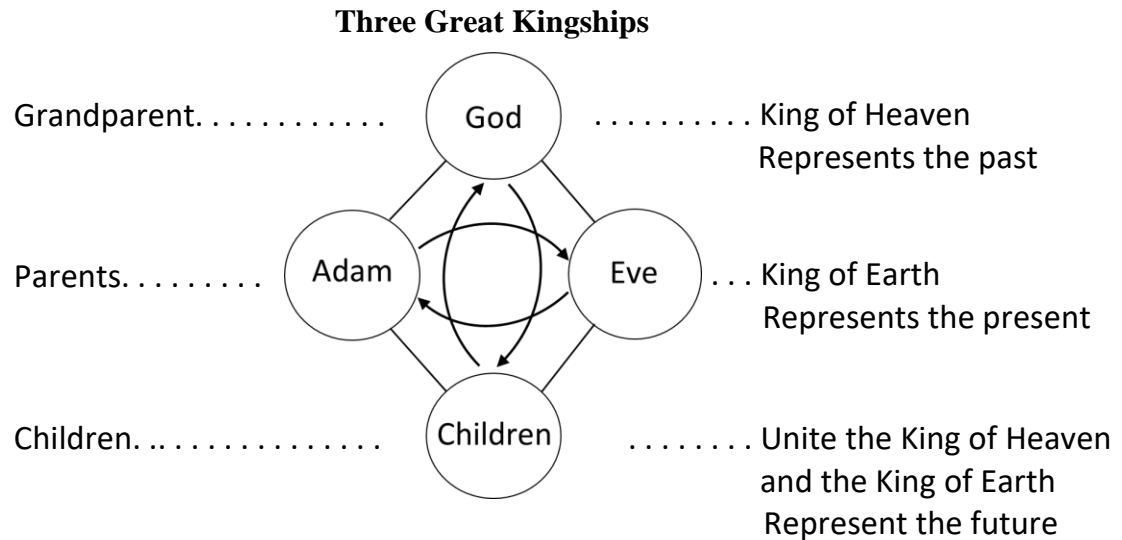 Three Great Kingships
Grandparent. . . . . . . . . . . . God . . . . . . . . . . King of Heaven
Represents the past
Parents. . . . . . . . . Adam Eve . . . King of Earth
Represents the present
Children. .. . . . . . . . . . . . . . Children . . . . . . . . Unite the King of Heaven
and the King of Earth
Represent the future